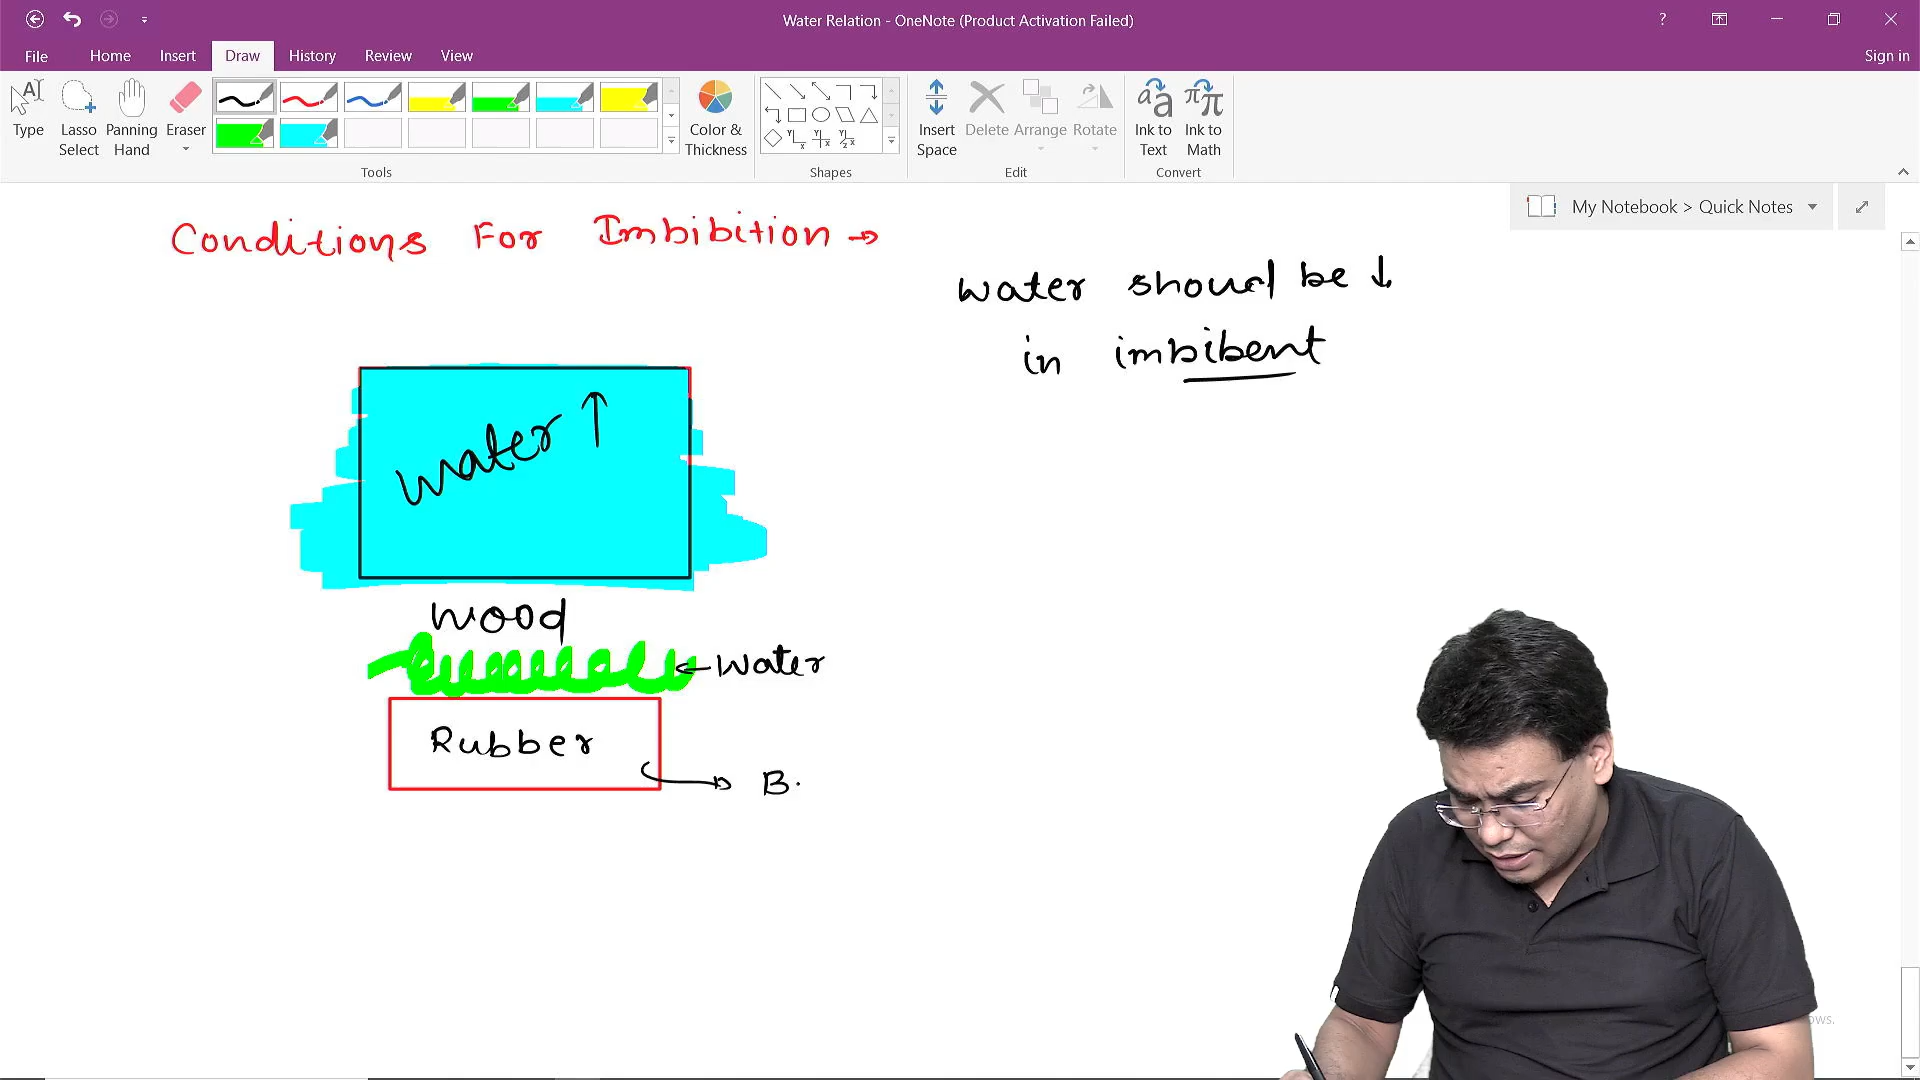 Water Relation - OneNote (Product Activation Failed)
?
File Home Insert Draw History Review View
Sign in
Type
Lasso Select
Panning Hand
Eraser
Color & Thickness
Insert Space
Delete
Arrange
Rotate
Ink to Text
Ink to Math
Tools
Shapes
Edit
Convert
My Notebook > Quick Notes
Conditions For Imbibition →
water should be ↓
in imbibent
water ↑
wood
← water
Rubber
→ B.
ows.